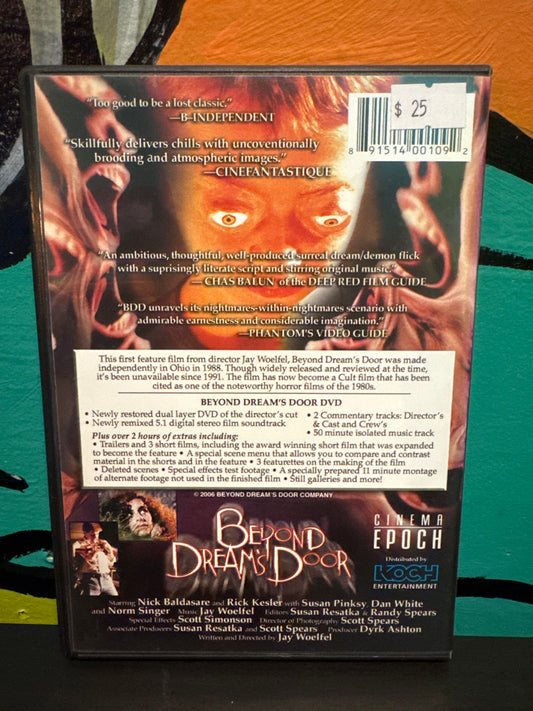 "Too good to be a lost classic."
—B-INDEPENDENT
$ 25
8 91514 00109 2
"Skillfully delivers chills with unconventionally
brooding and atmospheric images."
—CINEFANTASTIQUE
"An ambitious, thoughtful, well-produced surreal dream/demon flick
with a suprisingly literate script and stirring original music."
—CHAS BALUN of the DEEP RED FILM GUIDE
"BDD unravels its nightmares-within-nightmares scenario with
admirable earnestness and considerable imagination."
—PHANTOM'S VIDEO GUIDE
This first feature film from director Jay Woelfel, Beyond Dream's Door was made
independently in Ohio in 1988. Though widely released and reviewed at the time,
it's been unavailable since 1991. The film has now become a Cult film that has been
cited as one of the noteworthy horror films of the 1980s.
BEYOND DREAM'S DOOR DVD
• Newly restored dual layer DVD of the director's cut
• Newly remixed 5.1 digital stereo film soundtrack
• 2 Commentary tracks: Director's
& Cast and Crew's
• 50 minute isolated music track
Plus over 2 hours of extras including:
• Trailers and 3 short films, including the award winning short film that was expanded
to become the feature • A special scene menu that allows you to compare and contrast
material in the shorts and in the feature • 3 featurettes on the making of the film
• Deleted scenes • Special effects test footage • A specially prepared 11 minute montage
of alternate footage not used in the finished film • Still galleries and more!
© 2006 BEYOND DREAM'S DOOR COMPANY
BEYOND
DREAM'S DOOR
CINEMA
EPOCH
Distributed by
KOCH
ENTERTAINMENT
Starring Nick Baldasare and Rick Kesler with Susan Pinksy, Dan White
and Norm Singer Music Jay Woelfel Editors Susan Resatka & Randy Spears
Special Effects Scott Simonson Director of Photography Scott Spears
Associate Producers Susan Resatka and Scott Spears Producer Dyrk Ashton
Written and Directed by Jay Woelfel